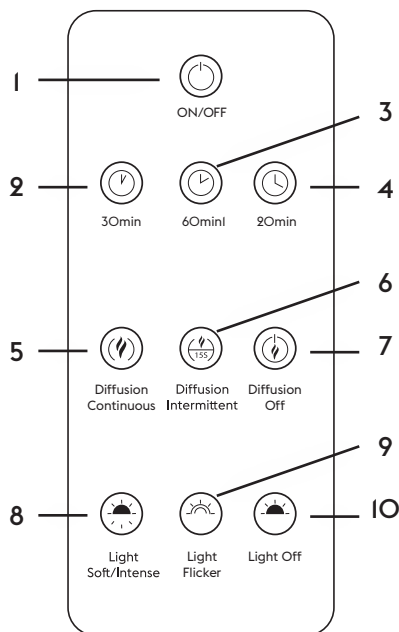 1
ON/OFF
3
2
4
30min 60minl 20min
6
15S
5
7
Diffusion Continuous
Diffusion Intermittent
Diffusion Off
9
8
10
Light Soft/Intense
Light Flicker
Light Off